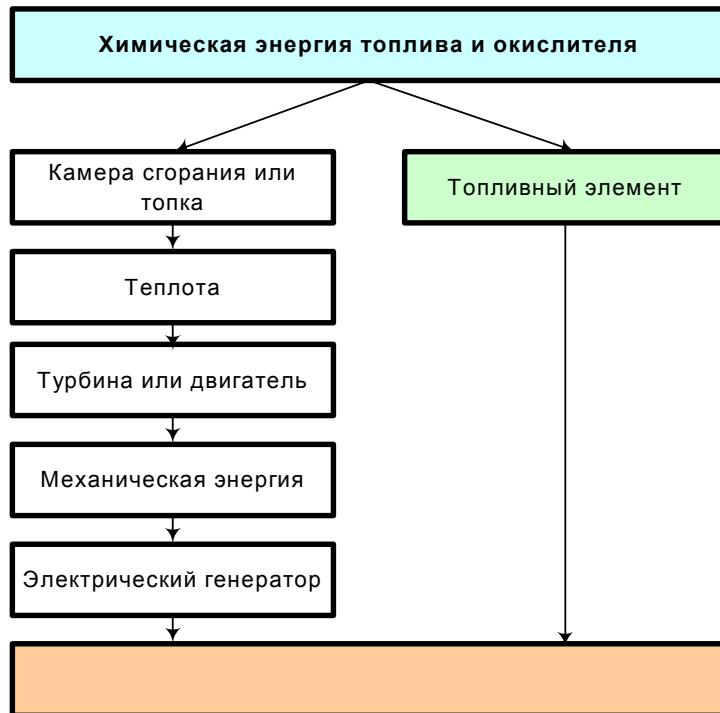 Химическая энергия топлива и окислителя
Камера сгорания или
топка
Топливный элемент
Теплота
Турбина или двигатель
Механическая энергия
Электрический генератор